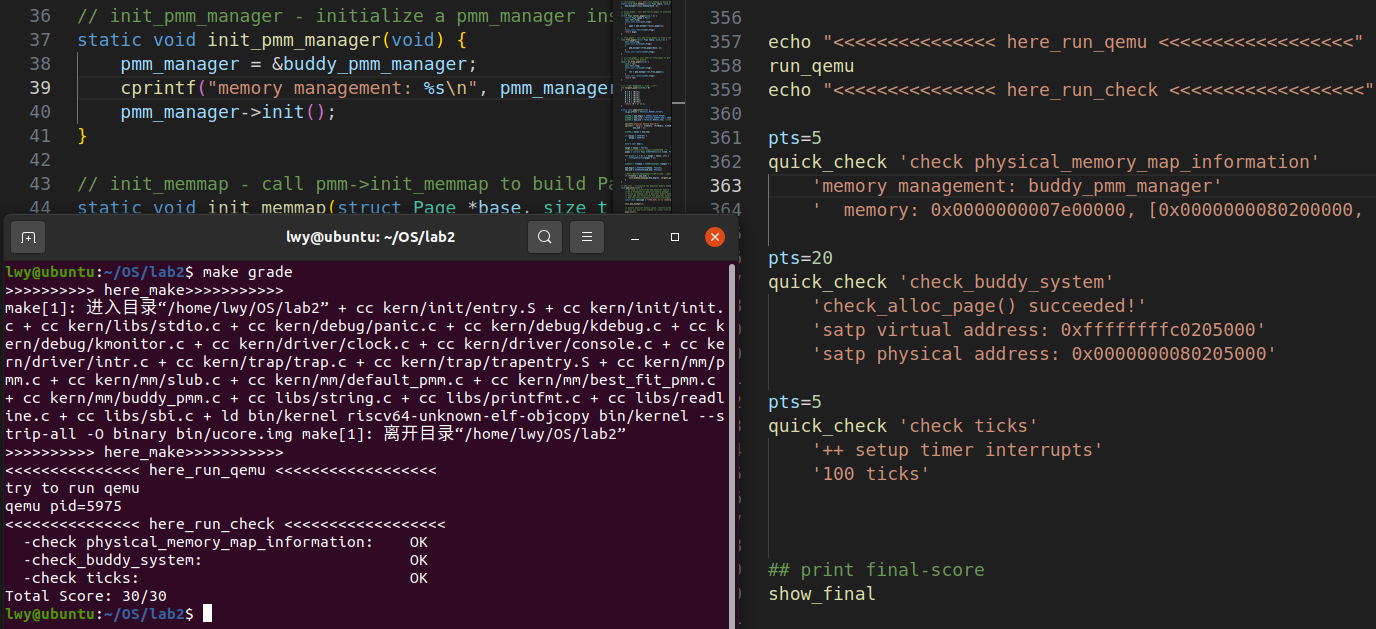 36 // init_pmm_manager - initialize a pmm_manager ins
37 static void init_pmm_manager(void) {
38 pmm_manager = &buddy_pmm_manager;
39 cprintf("memory management: %s\n", pmm_manager
40 pmm_manager->init();
41 }
42
43 // init_memmap - call pmm->init_memmap to build Pa
44 static void init_memmap(struct Page *base, size_t
356
357 echo "<<<<<<<<<<<<<<< here_run_qemu <<<<<<<<<<<<<<<<<<"
358 run_qemu
359 echo "<<<<<<<<<<<<<<< here_run_check <<<<<<<<<<<<<<<<<<"
360
361 pts=5
362 quick_check 'check physical_memory_map_information'
363 'memory management: buddy_pmm_manager'
364 '  memory: 0x0000000007e00000, [0x0000000080200000,
pts=20
quick_check 'check_buddy_system'
'check_alloc_page() succeeded!'
'satp virtual address: 0xffffffffc0205000'
'satp physical address: 0x0000000080205000'
pts=5
quick_check 'check ticks'
'++ setup timer interrupts'
'100 ticks'
## print final-score
show_final
lwy@ubuntu: ~/OS/lab2
lwy@ubuntu:~/OS/lab2$ make grade
>>>>>>>>>> here_make>>>>>>>>>>>
make[1]: 进入目录“/home/lwy/OS/lab2” + cc kern/init/entry.S + cc kern/init/init.
c + cc kern/libs/stdio.c + cc kern/debug/panic.c + cc kern/debug/kdebug.c + cc k
ern/debug/kmonitor.c + cc kern/driver/clock.c + cc kern/driver/console.c + cc ke
rn/driver/intr.c + cc kern/trap/trap.c + cc kern/trap/trapentry.S + cc kern/mm/p
mm.c + cc kern/mm/slub.c + cc kern/mm/default_pmm.c + cc kern/mm/best_fit_pmm.c
+ cc kern/mm/buddy_pmm.c + cc libs/string.c + cc libs/printfmt.c + cc libs/readl
ine.c + cc libs/sbi.c + ld bin/kernel riscv64-unknown-elf-objcopy bin/kernel --s
trip-all -O binary bin/ucore.img make[1]: 离开目录“/home/lwy/OS/lab2”
>>>>>>>>>> here_make>>>>>>>>>>>
<<<<<<<<<<<<<<< here_run_qemu <<<<<<<<<<<<<<<<<<
try to run qemu
qemu pid=5975
<<<<<<<<<<<<<<< here_run_check <<<<<<<<<<<<<<<<<<
-check physical_memory_map_information: OK
-check_buddy_system: OK
-check ticks: OK
Total Score: 30/30
lwy@ubuntu:~/OS/lab2$